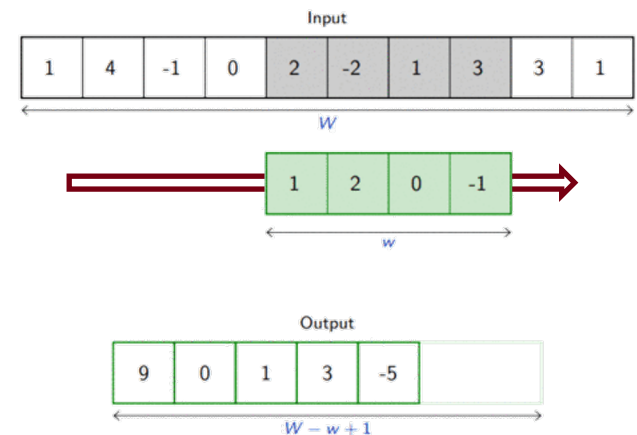 Input
1 4 -1 0 2 -2 1 3 3 1
W
1 2 0 -1
w
Output
9 0 1 3 -5
W − w + 1